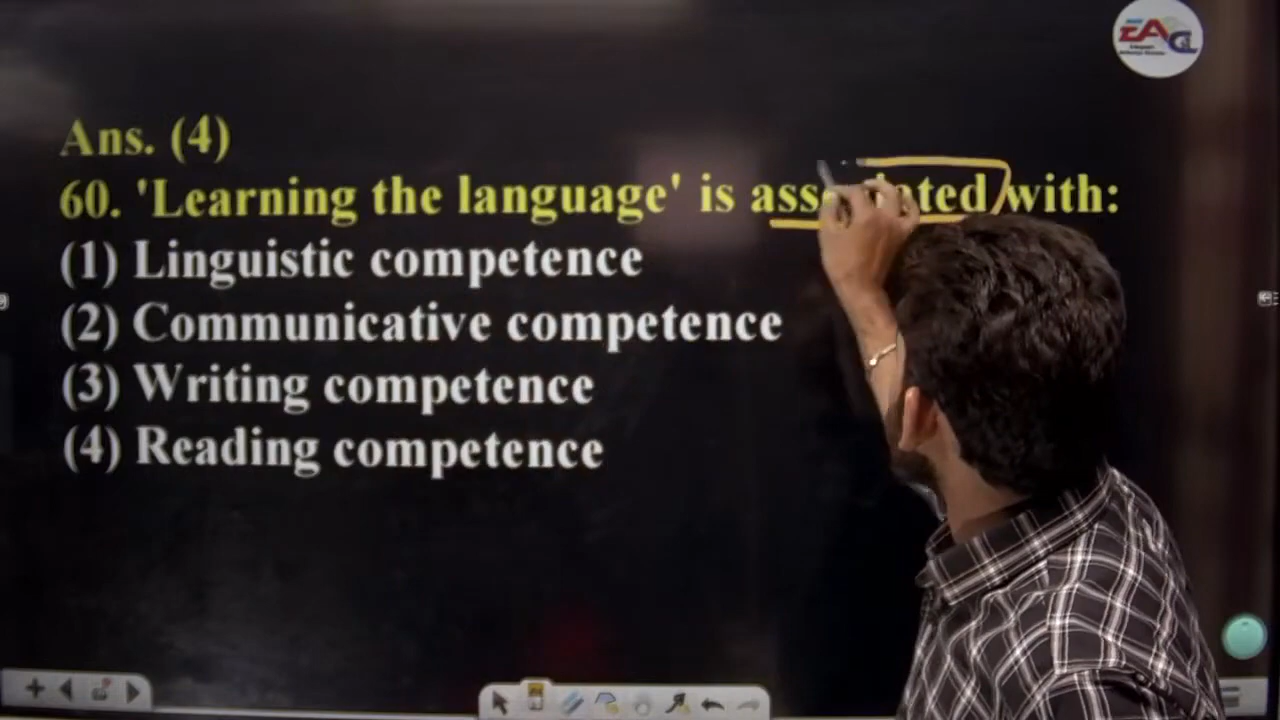 Ans. (4)
60. 'Learning the language' is associated with:
(1) Linguistic competence
(2) Communicative competence
(3) Writing competence
(4) Reading competence